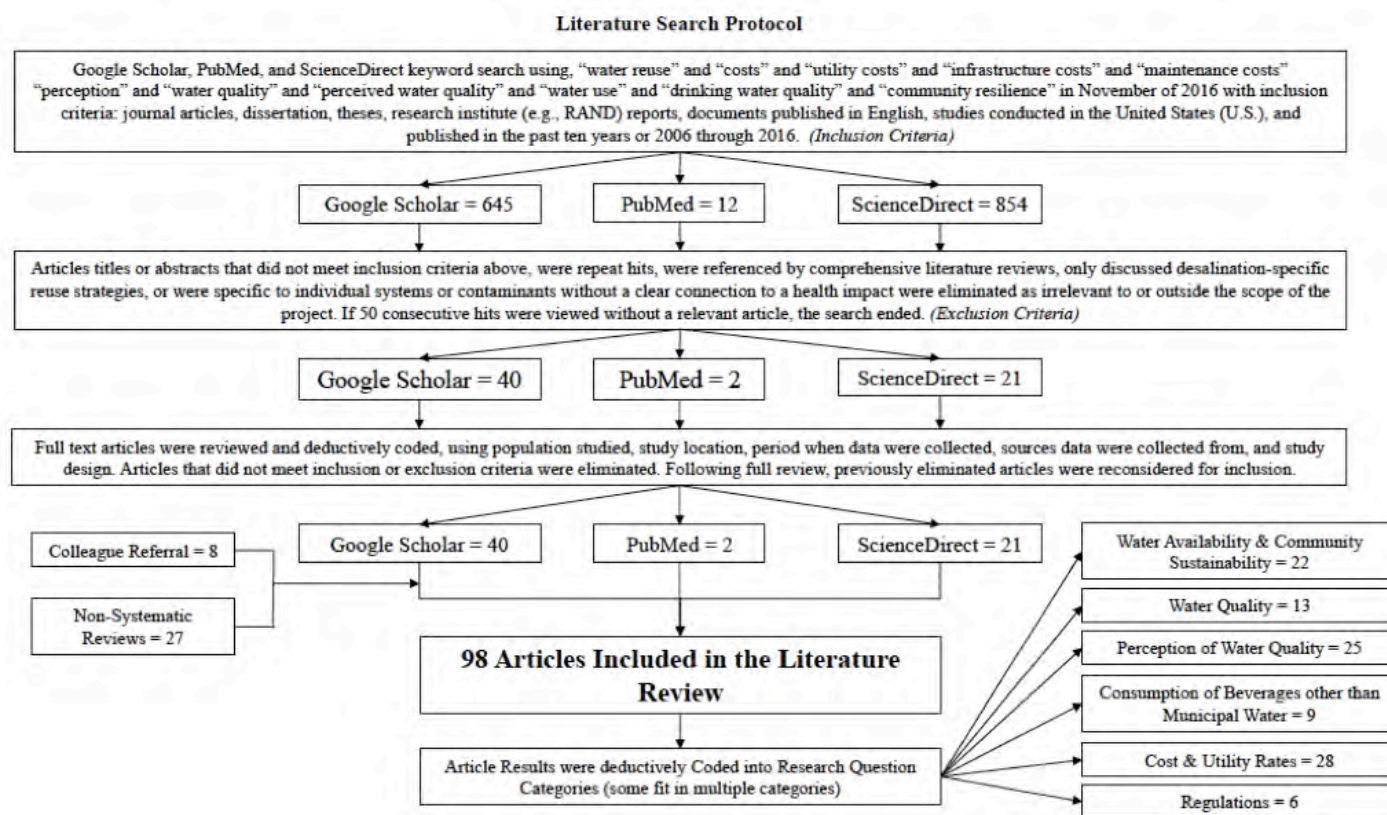 Literature Search Protocol
Google Scholar, PubMed, and ScienceDirect keyword search using, “water reuse” and “costs” and “utility costs” and “infrastructure costs” and “maintenance costs”
“perception” and “water quality” and “perceived water quality” and “water use” and “drinking water quality” and “community resilience” in November of 2016 with inclusion
criteria: journal articles, dissertation, theses, research institute (e.g., RAND) reports, documents published in English, studies conducted in the United States (U.S.), and
published in the past ten years or 2006 through 2016. (Inclusion Criteria)
Google Scholar = 645
PubMed = 12
ScienceDirect = 854
Articles titles or abstracts that did not meet inclusion criteria above, were repeat hits, were referenced by comprehensive literature reviews, only discussed desalination-specific
reuse strategies, or were specific to individual systems or contaminants without a clear connection to a health impact were eliminated as irrelevant to or outside the scope of the
project. If 50 consecutive hits were viewed without a relevant article, the search ended. (Exclusion Criteria)
Google Scholar = 40
PubMed = 2
ScienceDirect = 21
Full text articles were reviewed and deductively coded, using population studied, study location, period when data were collected, sources data were collected from, and study
design. Articles that did not meet inclusion or exclusion criteria were eliminated. Following full review, previously eliminated articles were reconsidered for inclusion.
Colleague Referral = 8
Non-Systematic
Reviews = 27
Google Scholar = 40
PubMed = 2
ScienceDirect = 21
98 Articles Included in the Literature
Review
Article Results were deductively Coded into Research Question
Categories (some fit in multiple categories)
Water Availability & Community
Sustainability = 22
Water Quality = 13
Perception of Water Quality = 25
Consumption of Beverages other than
Municipal Water = 9
Cost & Utility Rates = 28
Regulations = 6